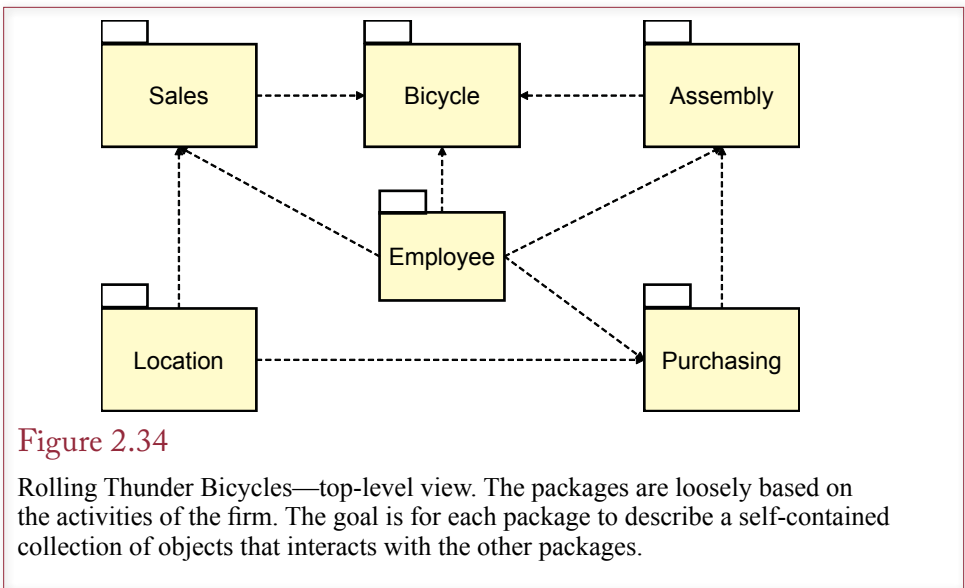 Sales
Bicycle
Assembly
Employee
Location
Purchasing
Figure 2.34
Rolling Thunder Bicycles—top-level view. The packages are loosely based on
the activities of the firm. The goal is for each package to describe a self-contained
collection of objects that interacts with the other packages.